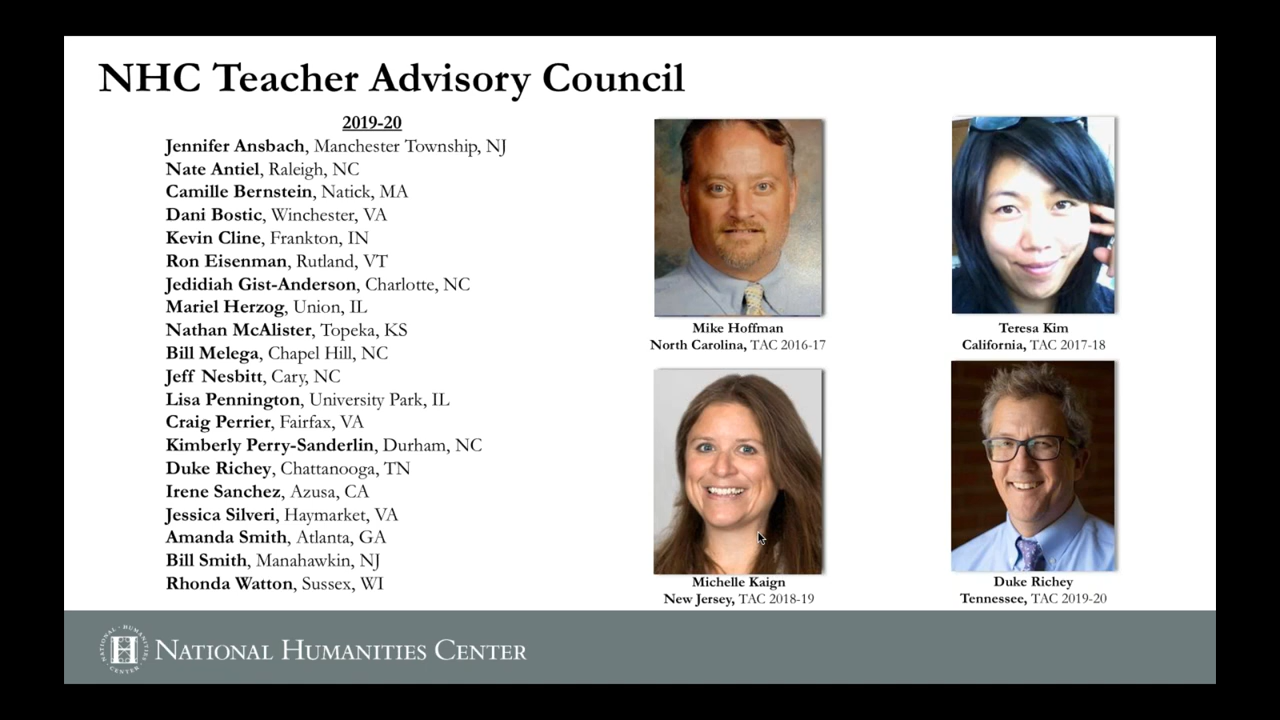 NHC Teacher Advisory Council
2019-20
Jennifer Ansbach, Manchester Township, NJ
Nate Antiel, Raleigh, NC
Camille Bernstein, Natick, MA
Dani Bostic, Winchester, VA
Kevin Cline, Frankton, IN
Ron Eisenman, Rutland, VT
Jedidiah Gist-Anderson, Charlotte, NC
Mariel Herzog, Union, IL
Nathan McAlister, Topeka, KS
Bill Melega, Chapel Hill, NC
Jeff Nesbitt, Cary, NC
Lisa Pennington, University Park, IL
Craig Perrier, Fairfax, VA
Kimberly Perry-Sanderlin, Durham, NC
Duke Richey, Chattanooga, TN
Irene Sanchez, Azusa, CA
Jessica Silveri, Haymarket, VA
Amanda Smith, Atlanta, GA
Bill Smith, Manahawkin, NJ
Rhonda Watton, Sussex, WI
Mike Hoffman
North Carolina, TAC 2016-17
Teresa Kim
California, TAC 2017-18
Michelle Kaign
New Jersey, TAC 2018-19
Duke Richey
Tennessee, TAC 2019-20
NATIONAL HUMANITIES CENTER
NATIONAL HUMANITIES CENTER